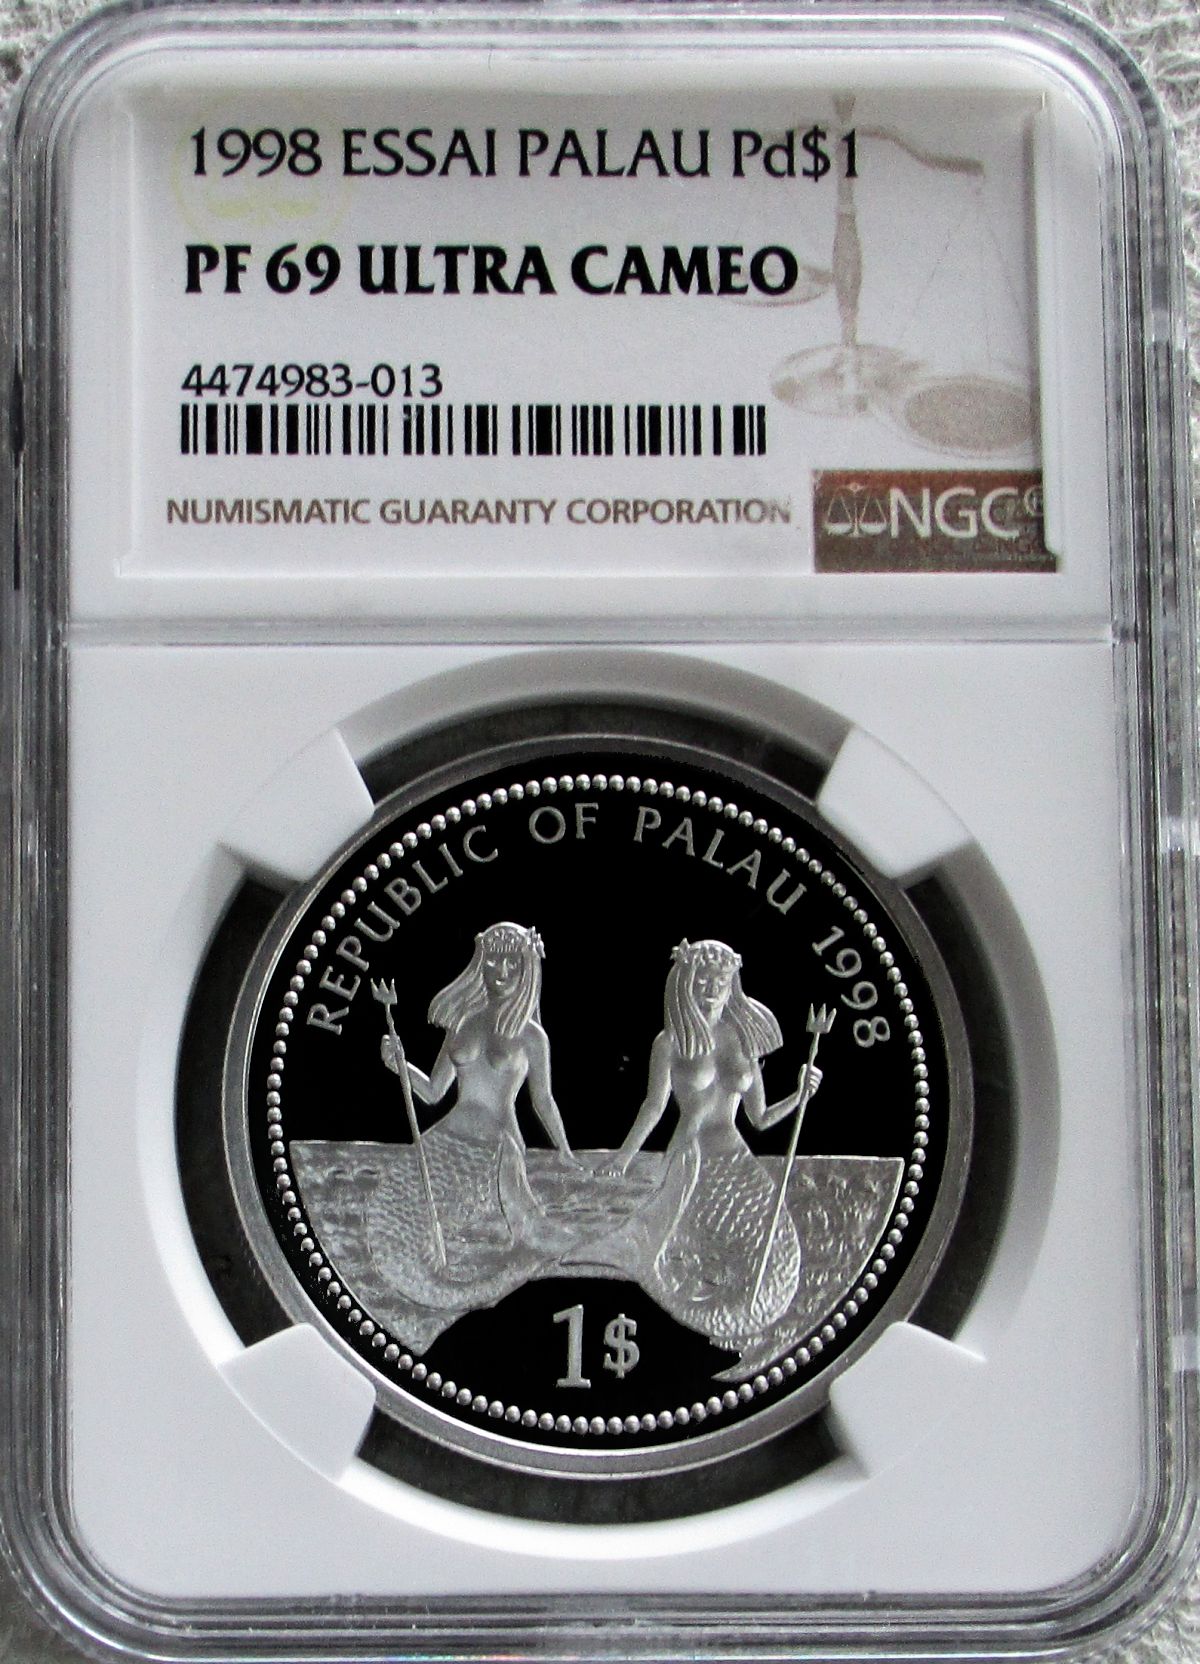 1998 ESSAI PALAU Pd$1
PF 69 ULTRA CAMEO
4474983-013
NUMISMATIC GUARANTY CORPORATION
NGC
REPUBLIC OF PALAU 1998
1$